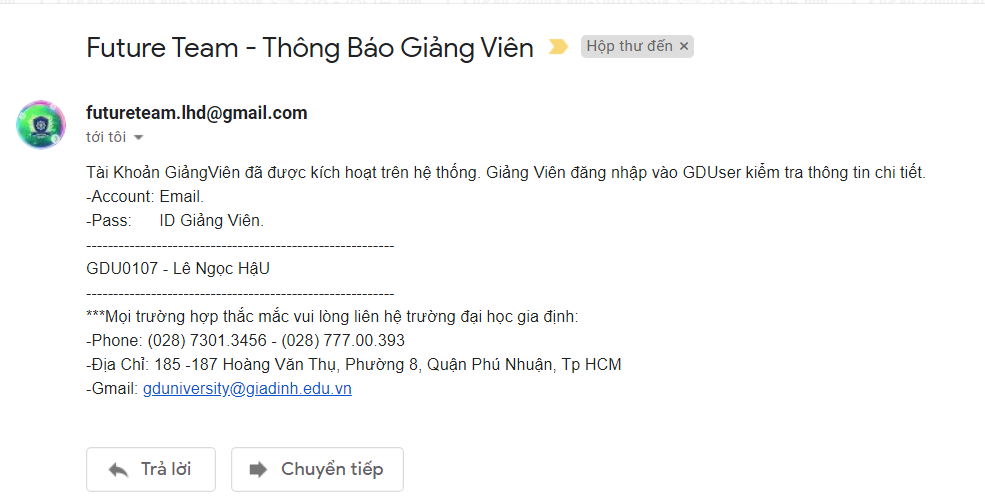 Future Team - Thông Báo Giảng Viên
Hộp thư đến ×
futureteam.lhd@gmail.com
tới tôi
Tài Khoản GiảngViên đã được kích hoạt trên hệ thống. Giảng Viên đăng nhập vào GDUser kiểm tra thông tin chi tiết.
-Account: Email.
-Pass: ID Giảng Viên.
--------------------------------------------------------
GDU0107 - Lê Ngọc HậU
--------------------------------------------------------
***Mọi trường hợp thắc mắc vui lòng liên hệ trường đại học gia định:
-Phone: (028) 7301.3456 - (028) 777.00.393
-Địa Chỉ: 185 -187 Hoàng Văn Thụ, Phường 8, Quận Phú Nhuận, Tp HCM
-Gmail: gduniversity@giadinh.edu.vn
Trả lời
Chuyển tiếp